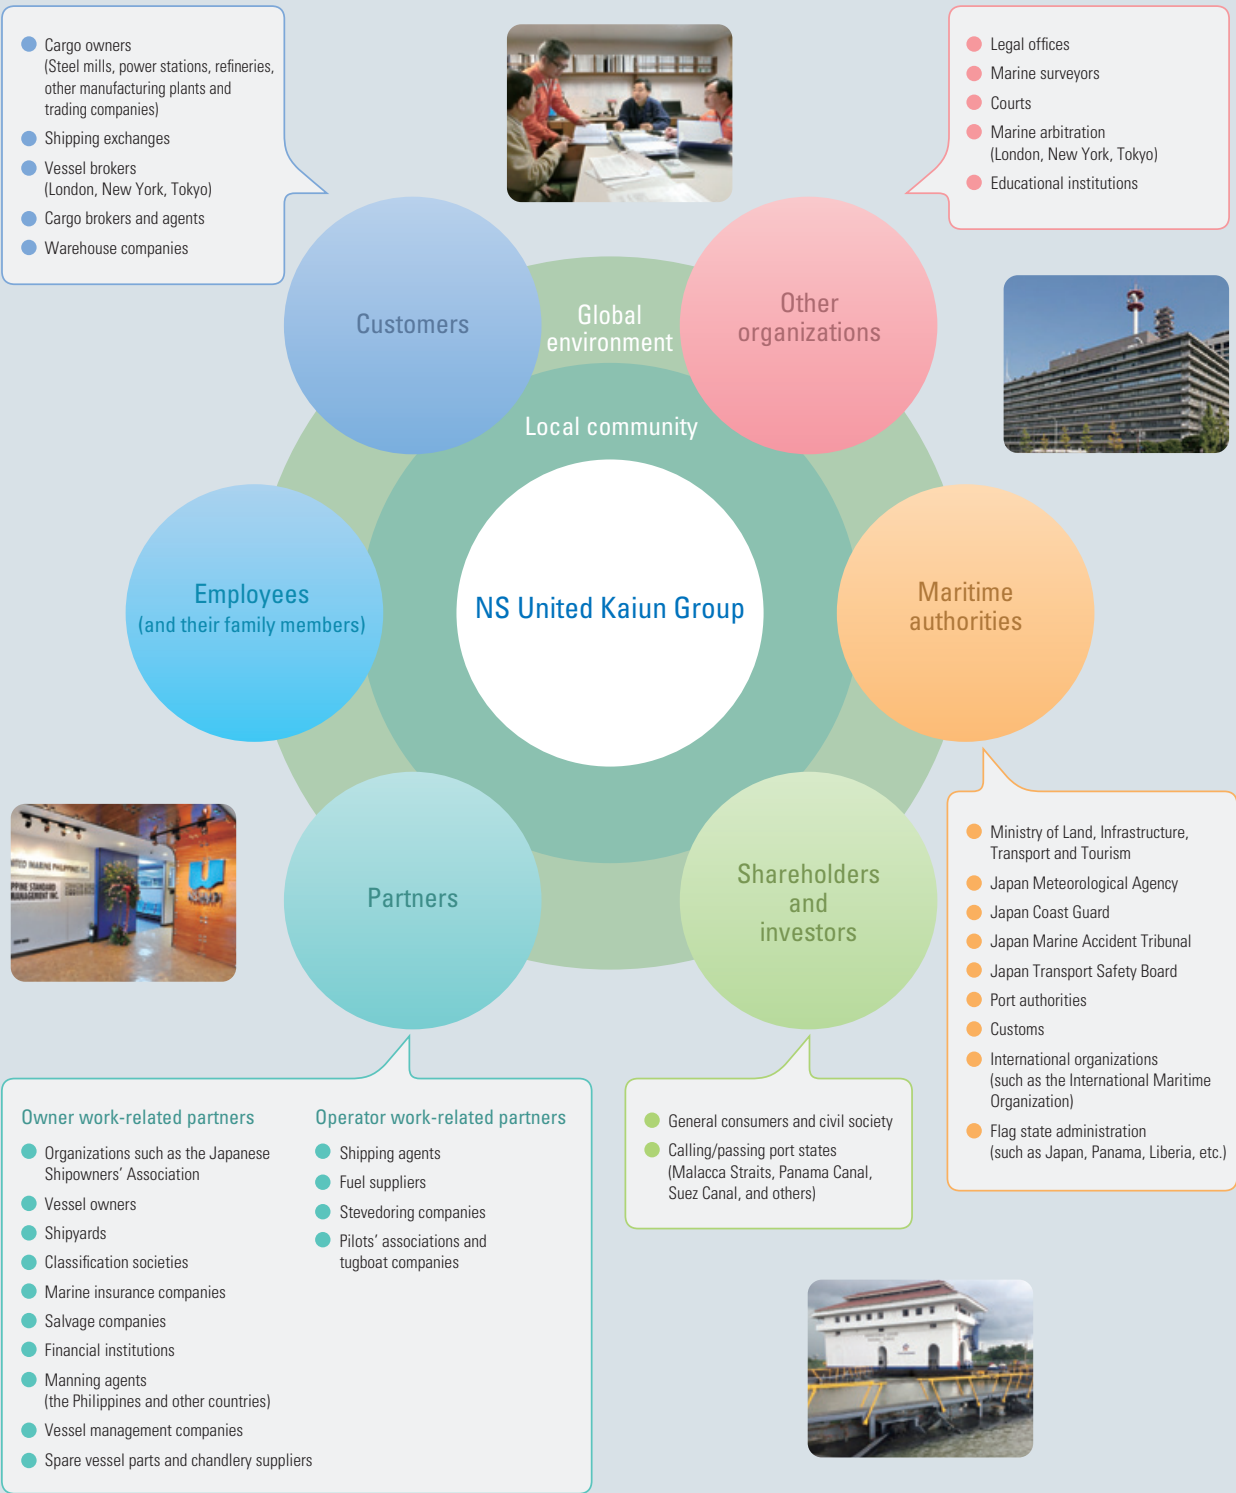 Cargo owners
(Steel mills, power stations, refineries,
other manufacturing plants and
trading companies)
Shipping exchanges
Vessel brokers
(London, New York, Tokyo)
Cargo brokers and agents
Warehouse companies
Legal offices
Marine surveyors
Courts
Marine arbitration
(London, New York, Tokyo)
Educational institutions
Customers
Global
environment
Other
organizations
Local community
Employees
(and their family members)
NS United Kaiun Group
Maritime
authorities
Partners
Shareholders
and
investors
Ministry of Land, Infrastructure,
Transport and Tourism
Japan Meteorological Agency
Japan Coast Guard
Japan Marine Accident Tribunal
Japan Transport Safety Board
Port authorities
Customs
International organizations
(such as the International Maritime
Organization)
Flag state administration
(such as Japan, Panama, Liberia, etc.)
Owner work-related partners
Organizations such as the Japanese
Shipowners' Association
Vessel owners
Shipyards
Classification societies
Marine insurance companies
Salvage companies
Financial institutions
Manning agents
(the Philippines and other countries)
Vessel management companies
Spare vessel parts and chandlery suppliers
Operator work-related partners
Shipping agents
Fuel suppliers
Stevedoring companies
Pilots' associations and
tugboat companies
General consumers and civil society
Calling/passing port states
(Malacca Straits, Panama Canal,
Suez Canal, and others)